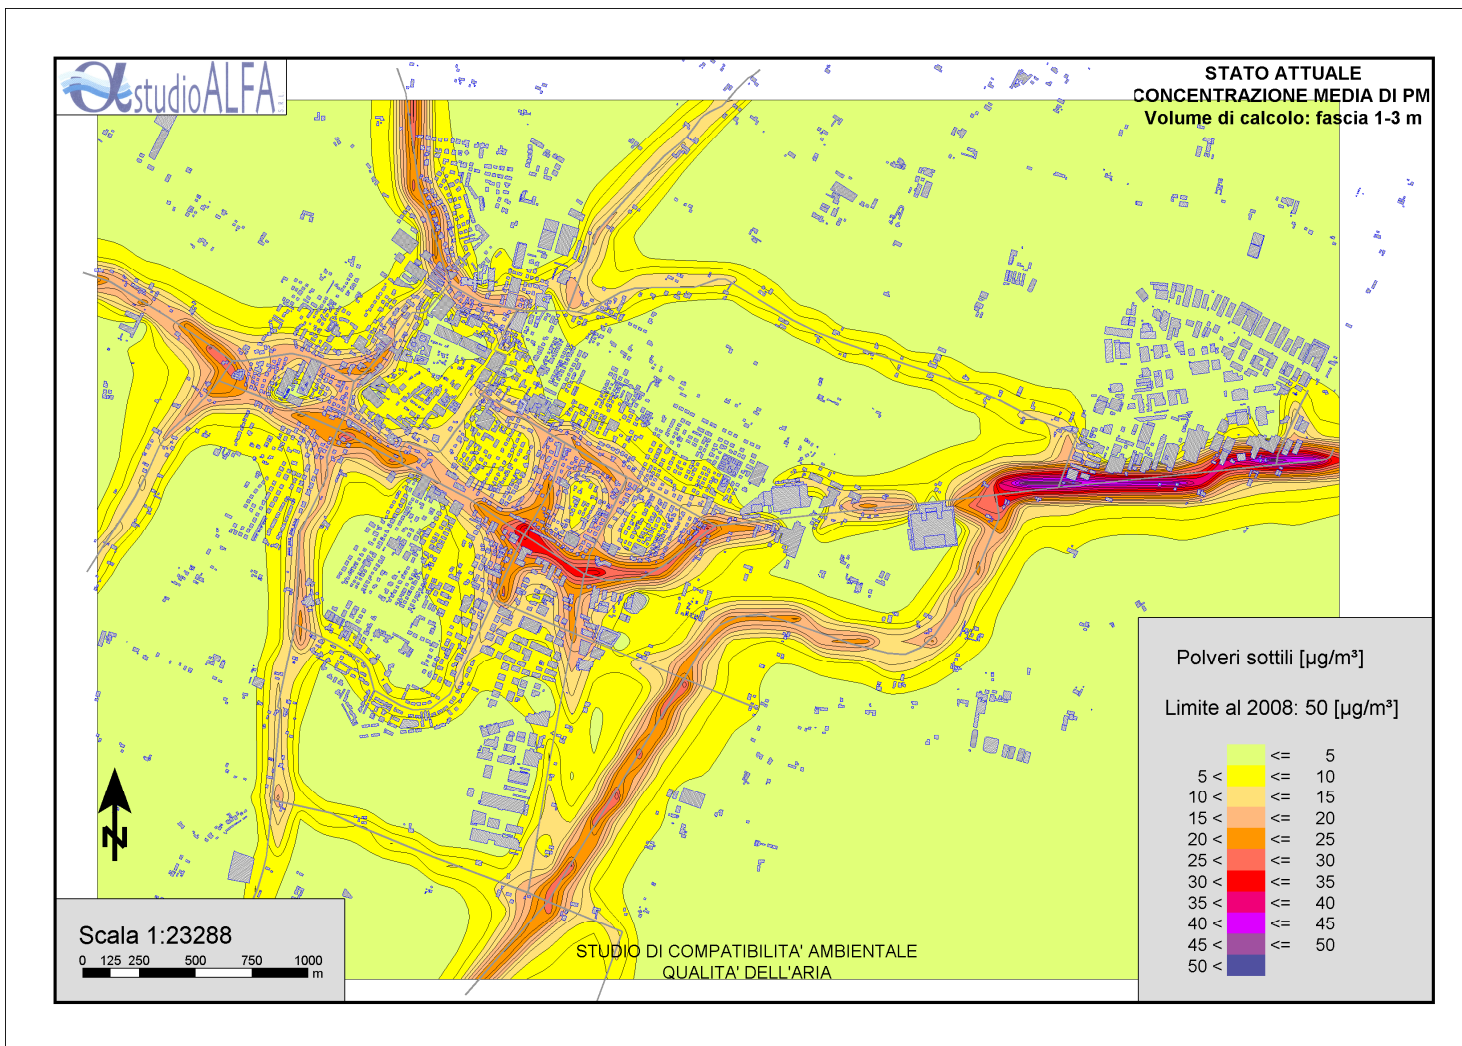 αstudioALFA
STATO ATTUALE
CONCENTRAZIONE MEDIA DI PM
Volume di calcolo: fascia 1-3 m
Polveri sottili [µg/m³]
Limite al 2008: 50 [µg/m³]
<= 5
5 < <= 10
10 < <= 15
15 < <= 20
20 < <= 25
25 < <= 30
30 < <= 35
35 < <= 40
40 < <= 45
45 < <= 50
50 <
N
Scala 1:23288
0 125 250 500 750 1000
m
STUDIO DI COMPATIBILITA' AMBIENTALE
QUALITA' DELL'ARIA